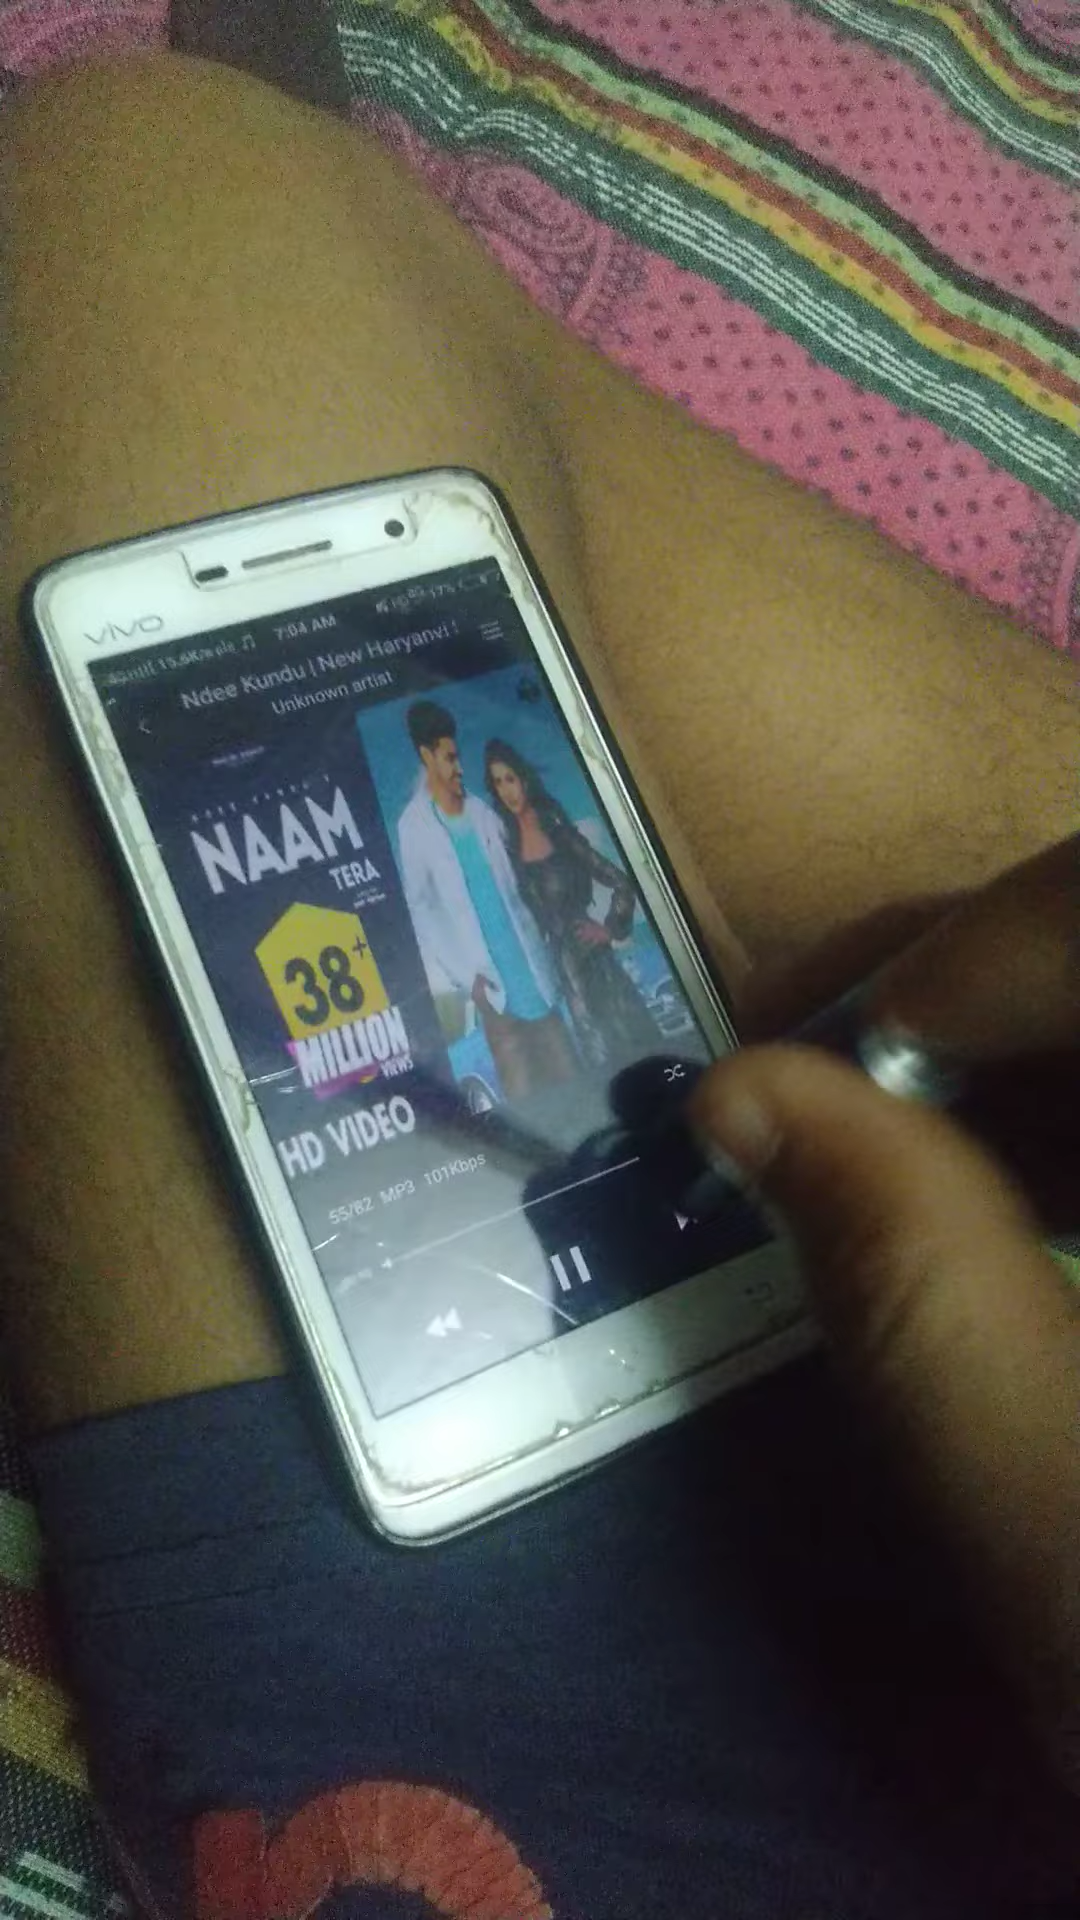 vivo
7:04 AM
Ndee Kundu | New Haryanvi !
Unknown artist
NAAM
TERA
38+
MILLION
VIEWS
HD VIDEO
55/82 MP3 101Kbps